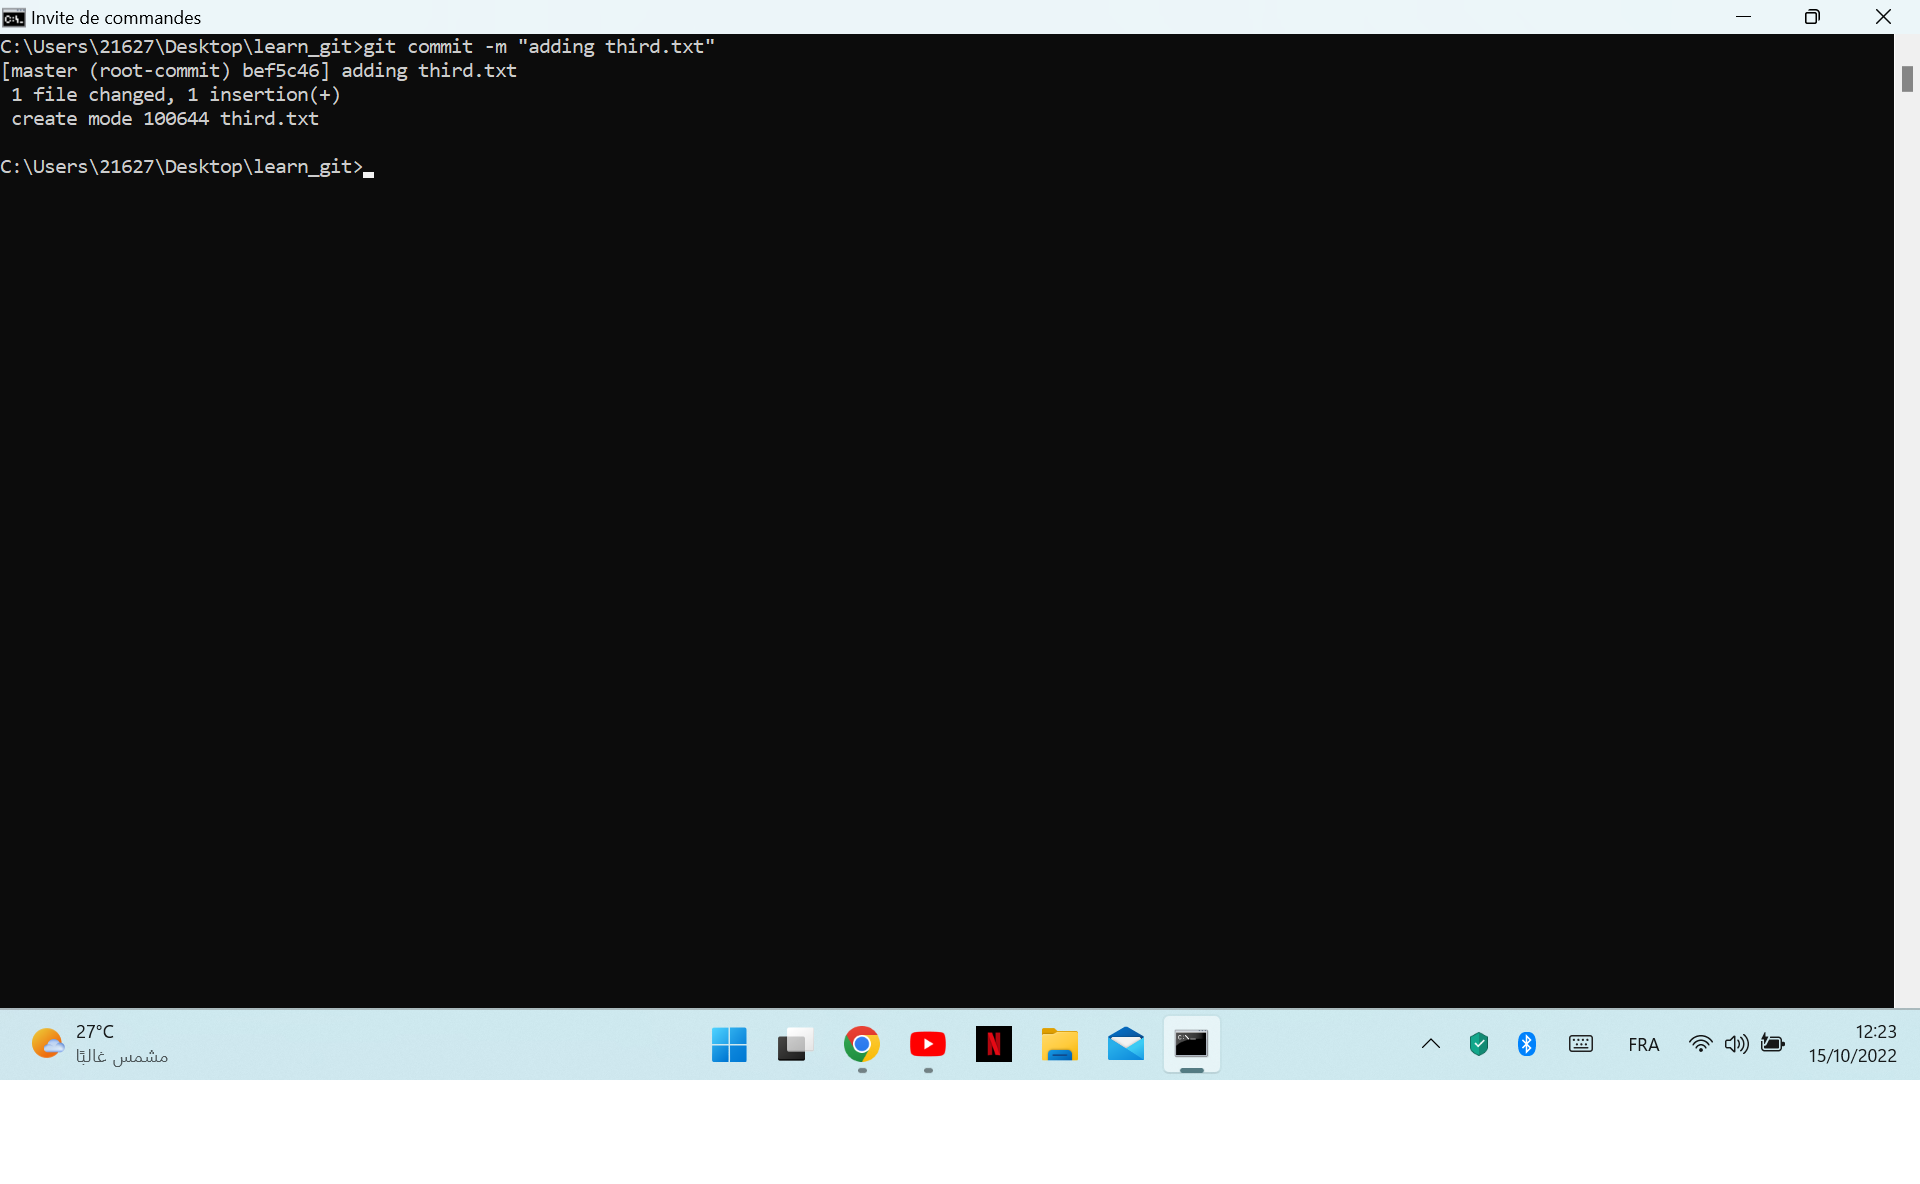 Invite de commandes
C:\Users\21627\Desktop\learn_git>git commit -m "adding third.txt"
[master (root-commit) bef5c46] adding third.txt
 1 file changed, 1 insertion(+)
 create mode 100644 third.txt
C:\Users\21627\Desktop\learn_git>
27°C
مشمس غالبًا
N
FRA
12:23
15/10/2022